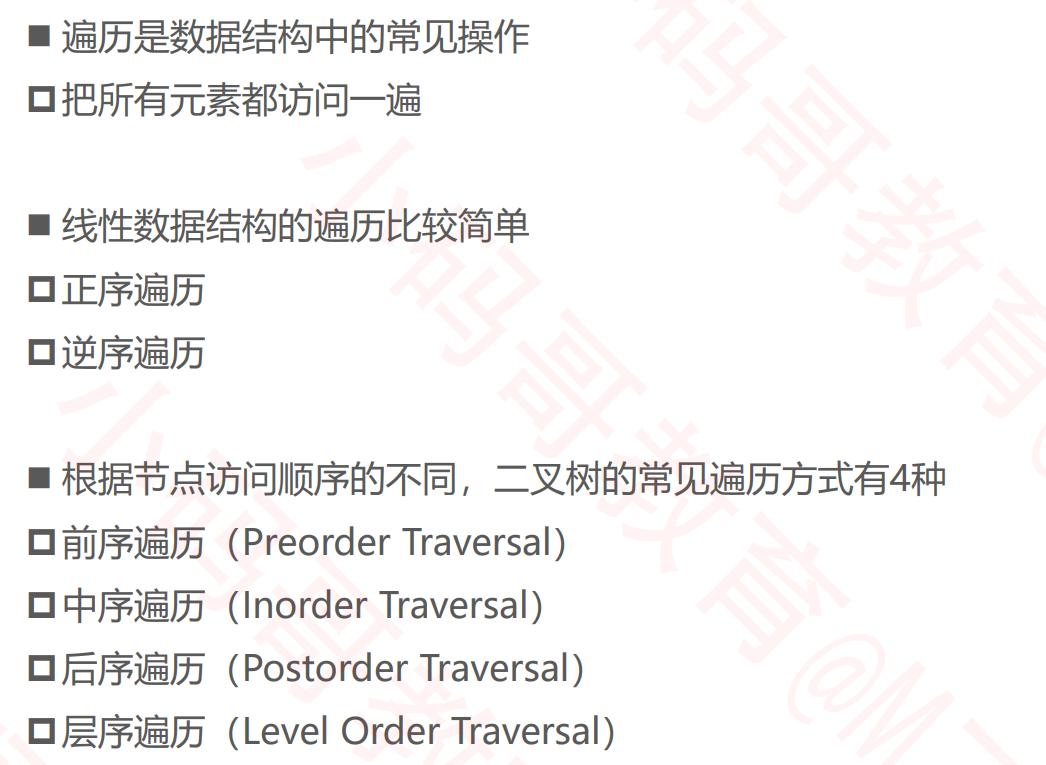 ■ 遍历是数据结构中的常见操作
□ 把所有元素都访问一遍
■ 线性数据结构的遍历比较简单
□ 正序遍历
□ 逆序遍历
■ 根据节点访问顺序的不同，二叉树的常见遍历方式有4种
□ 前序遍历（Preorder Traversal）
□ 中序遍历（Inorder Traversal）
□ 后序遍历（Postorder Traversal）
□ 层序遍历（Level Order Traversal）
小码哥教育@M
码哥教育
小码哥教